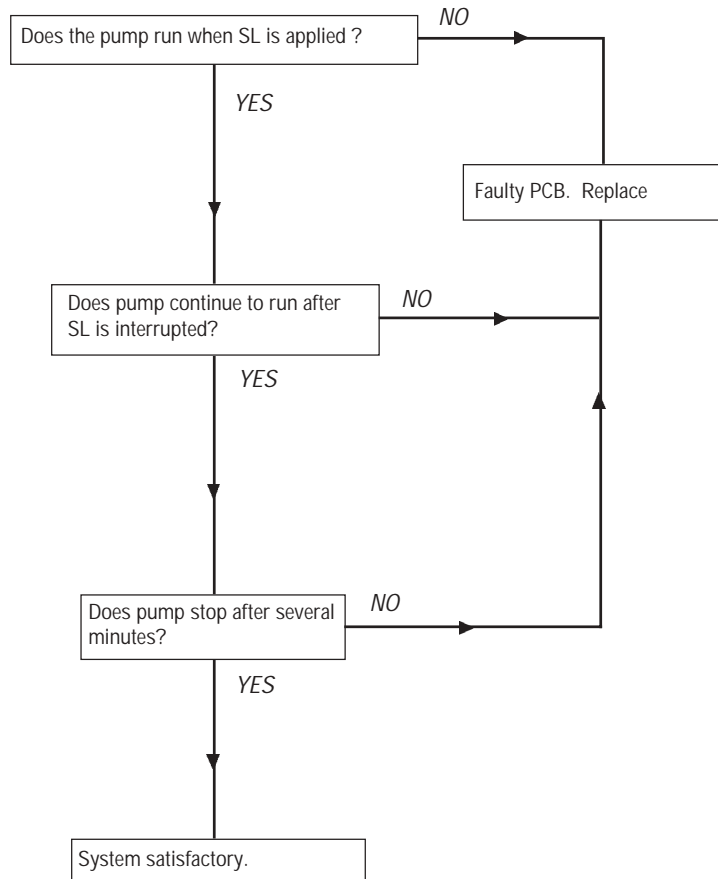 Does the pump run when SL is applied ?
NO
YES
Faulty PCB.  Replace
Does pump continue to run after
SL is interrupted?
NO
YES
Does pump stop after several
minutes?
NO
YES
System satisfactory.